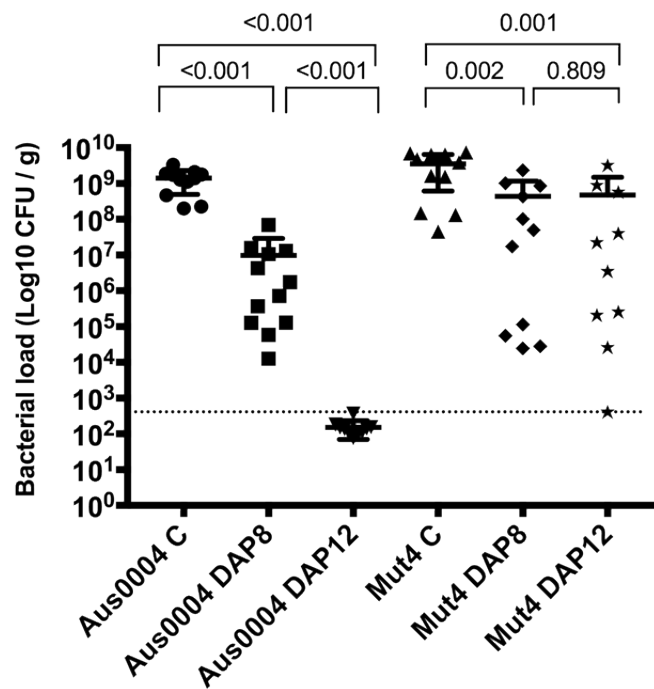 <0.001
0.001
<0.001
<0.001
0.002
0.809
Bacterial load (Log10 CFU / g)
10¹⁰
10⁹
10⁸
10⁷
10⁶
10⁵
10⁴
10³
10²
10¹
10⁰
Aus0004 C
Aus0004 DAP8
Aus0004 DAP12
Mut4 C
Mut4 DAP8
Mut4 DAP12